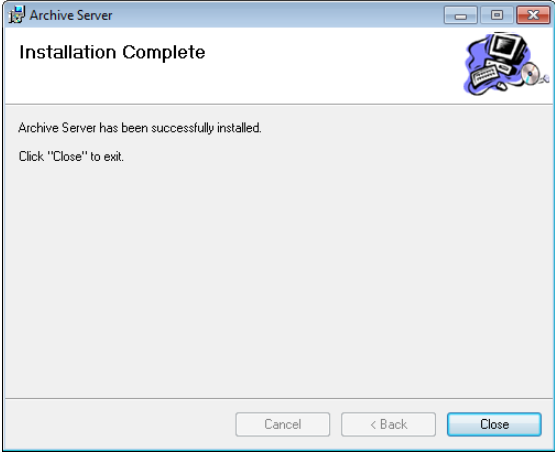 Archive Server
Installation Complete
Archive Server has been successfully installed.
Click "Close" to exit.
Cancel
< Back
Close